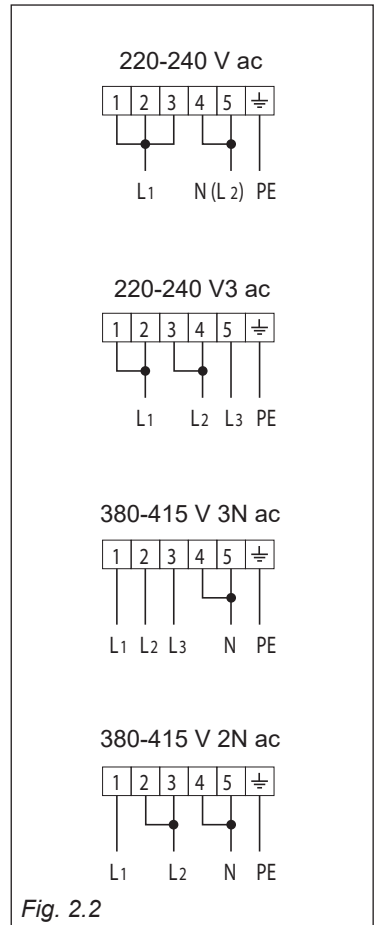 220-240 V ac
1 2 3 4 5
L1 N (L 2) PE
220-240 V3 ac
1 2 3 4 5
L1 L2 L3 PE
380-415 V 3N ac
1 2 3 4 5
L1 L2 L3 N PE
380-415 V 2N ac
1 2 3 4 5
L1 L2 N PE
Fig. 2.2